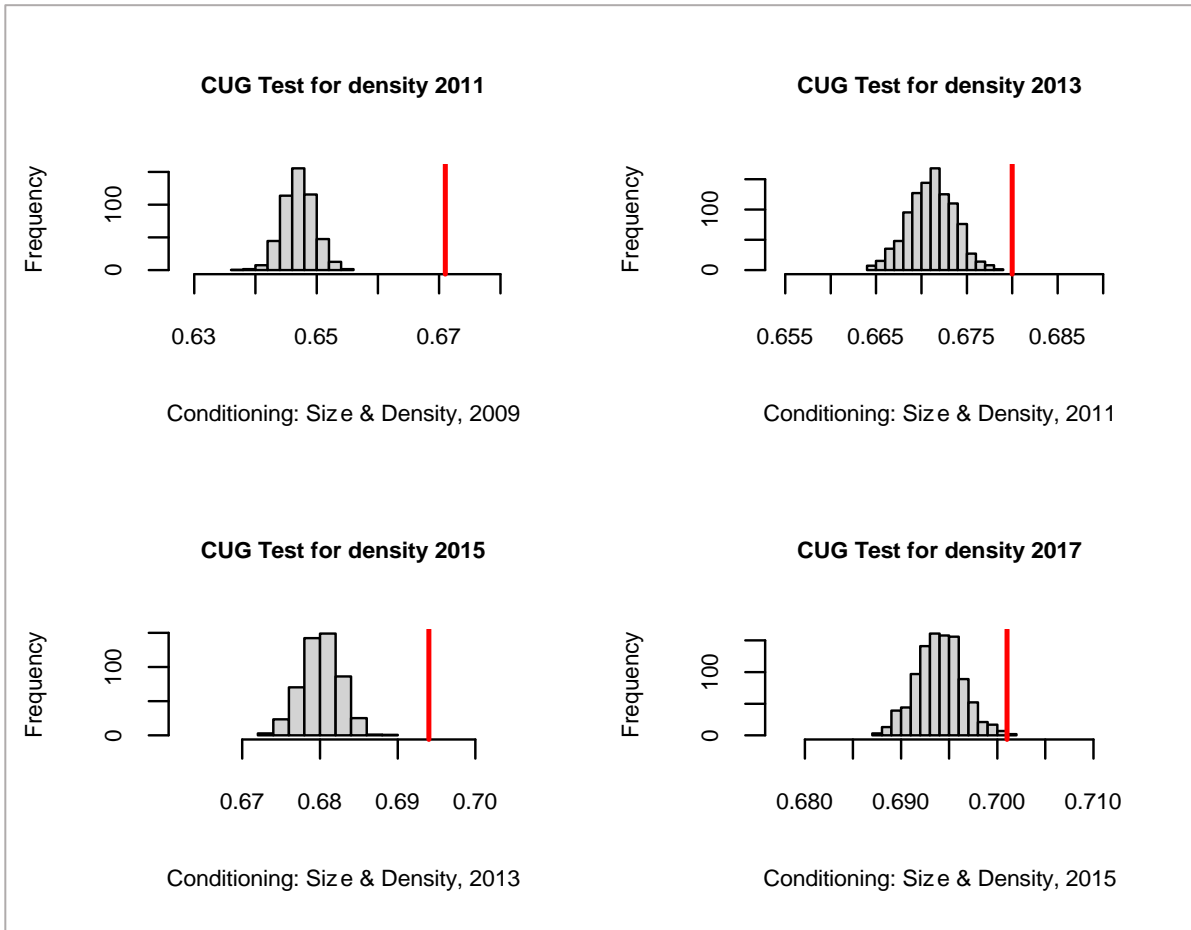 CUG Test for density 2011
Frequency
0 100
0.63 0.65 0.67
Conditioning: Size & Density, 2009
CUG Test for density 2013
Frequency
0 100
0.655 0.665 0.675 0.685
Conditioning: Size & Density, 2011
CUG Test for density 2015
Frequency
0 100
0.67 0.68 0.69 0.70
Conditioning: Size & Density, 2013
CUG Test for density 2017
Frequency
0 100
0.680 0.690 0.700 0.710
Conditioning: Size & Density, 2015